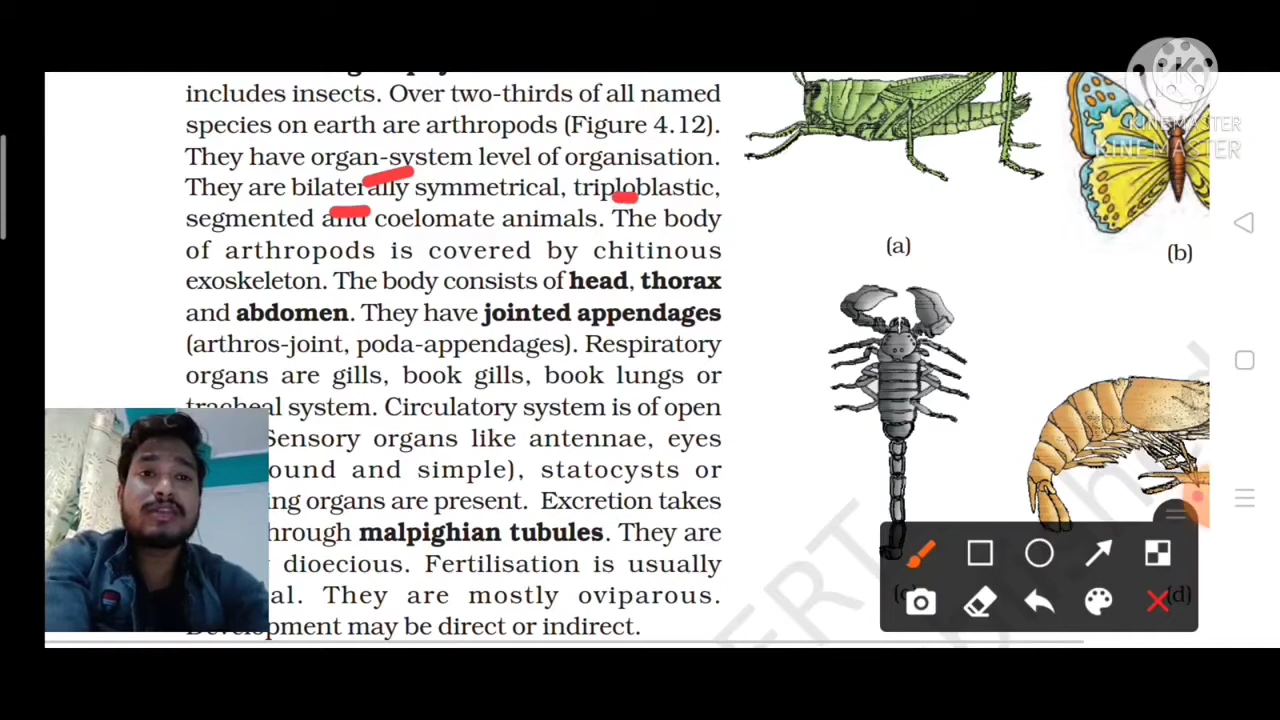 includes insects. Over two-thirds of all named
species on earth are arthropods (Figure 4.12).
They have organ-system level of organisation.
They are bilaterally symmetrical, triploblastic,
segmented and coelomate animals. The body
of arthropods is covered by chitinous
exoskeleton. The body consists of head, thorax
and abdomen. They have jointed appendages
(arthros-joint, poda-appendages). Respiratory
organs are gills, book gills, book lungs or
tracheal system. Circulatory system is of open
Sensory organs like antennae, eyes
ound and simple), statocysts or
ng organs are present. Excretion takes
hrough malpighian tubules. They are
dioecious. Fertilisation is usually
al. They are mostly oviparous.
Development may be direct or indirect.
(a)
(b)
(d)
K
KINEMASTER
KINEMASTER